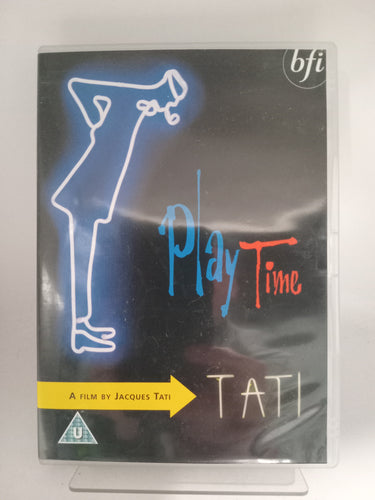 bfi
Play Time
A FILM BY JACQUES TATI
TATI
U